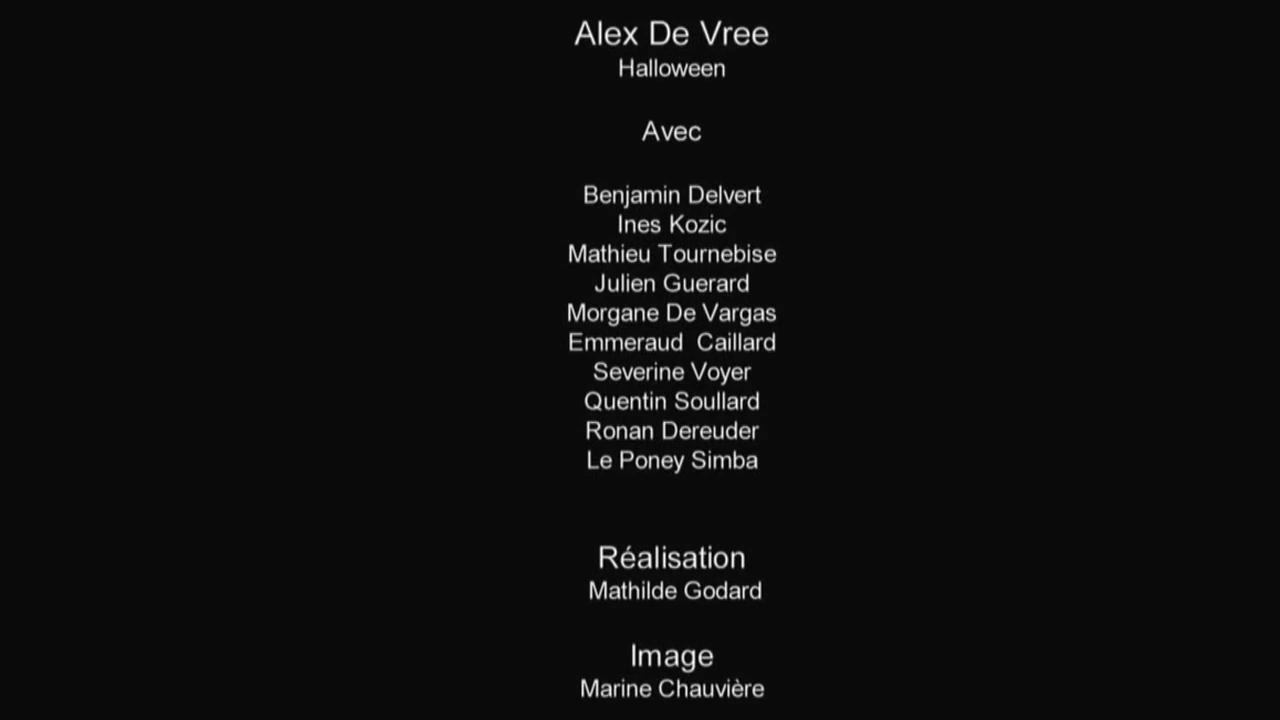 Alex De Vree
Halloween
Avec
Benjamin Delvert
Ines Kozic
Mathieu Tournebise
Julien Guerard
Morgane De Vargas
Emmeraud  Caillard
Severine Voyer
Quentin Soullard
Ronan Dereuder
Le Poney Simba
Réalisation
Mathilde Godard
Image
Marine Chauvière